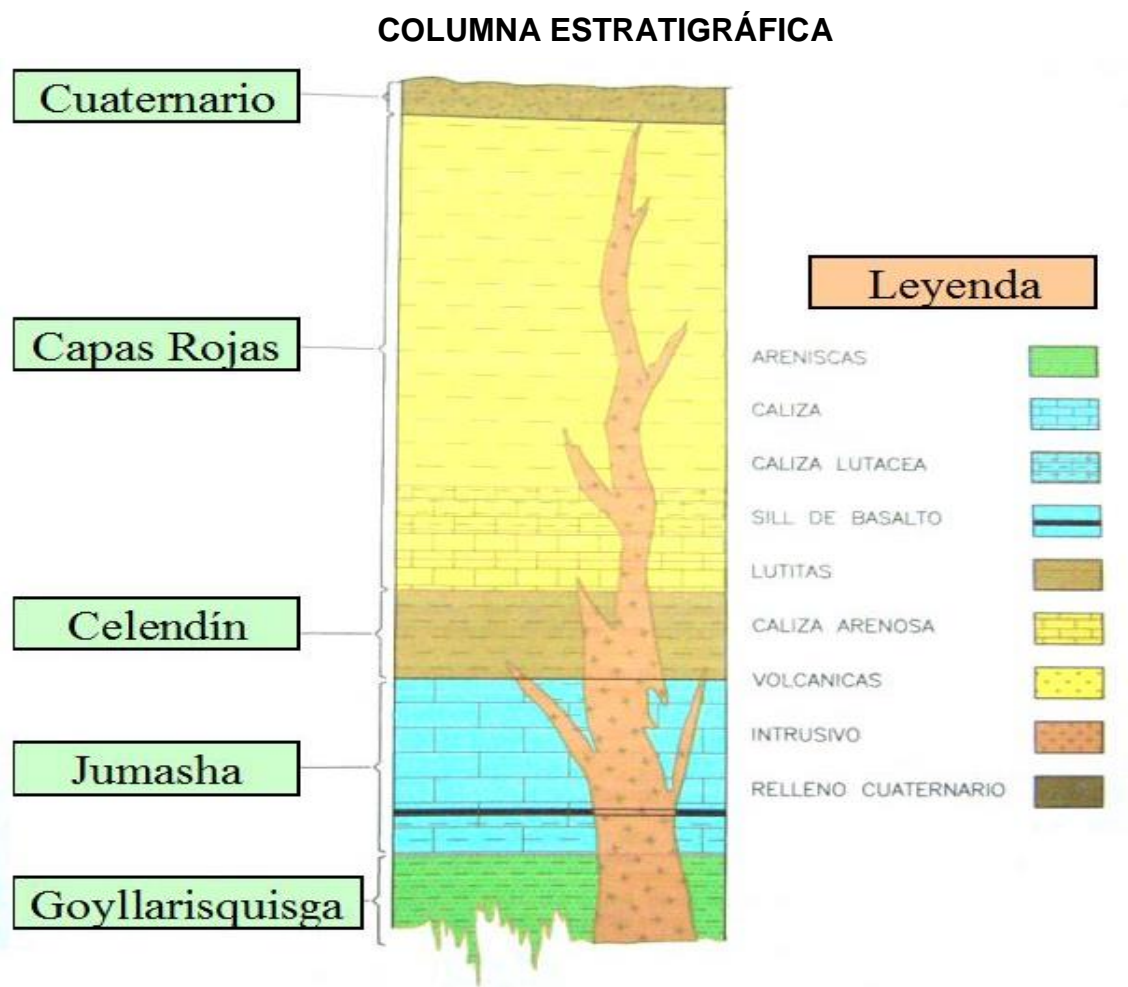 COLUMNA ESTRATIGRÁFICA
Cuaternario
Capas Rojas
Celendín
Jumasha
Goyllarisquisga
Leyenda
ARENISCAS
CALIZA
CALIZA LUTACEA
SILL DE BASALTO
LUTITAS
CALIZA ARENOSA
VOLCANICAS
INTRUSIVO
RELLENO CUATERNARIO